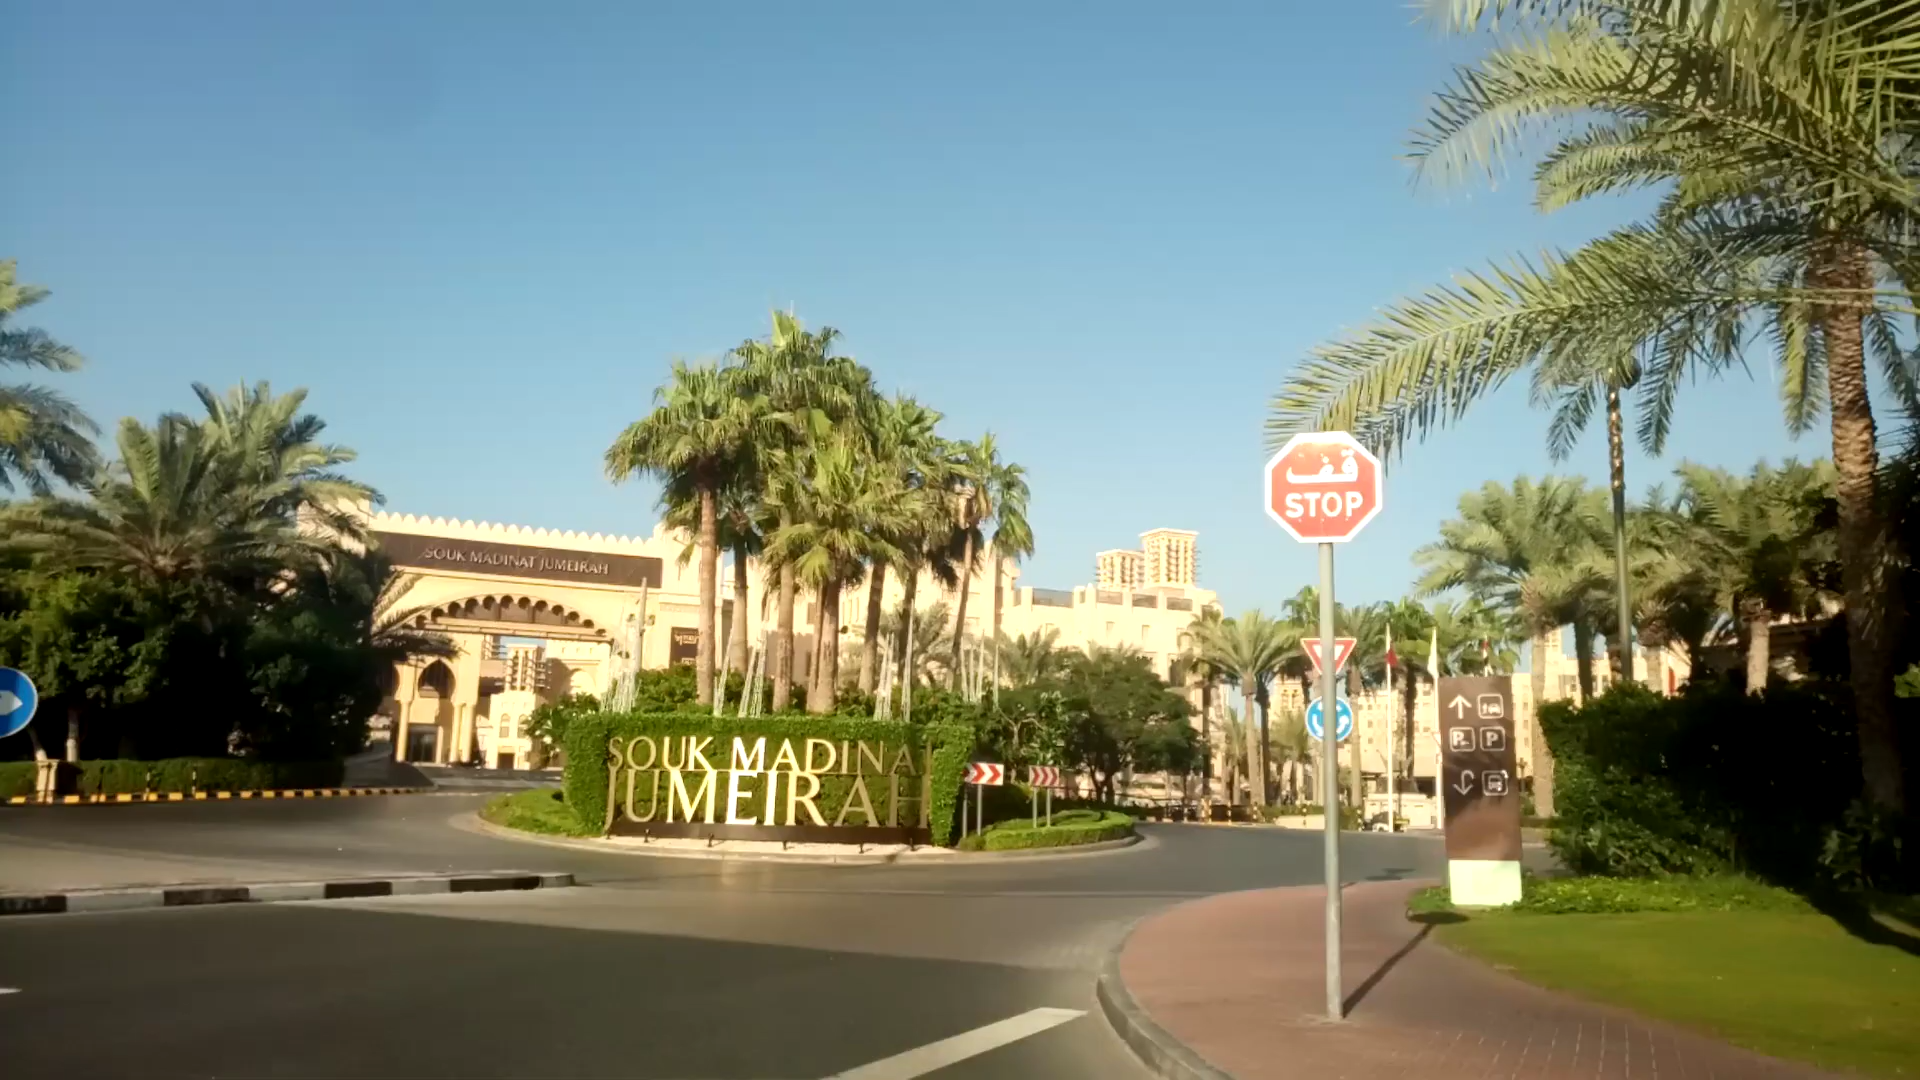 SOUK MADINAT JUMEIRAH
SOUK MADINAT
JUMEIRAH
قف
STOP
P
P